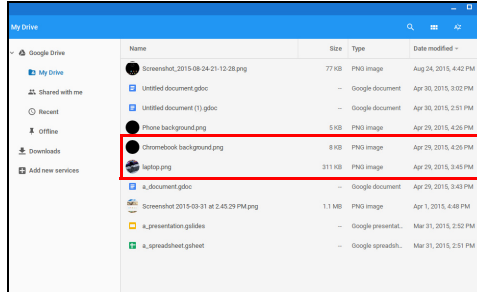 My Drive
Name Size Type Date modified
Google Drive
Screenshot_2015-08-24-21-12-28.png 77 KB PNG image Aug 24, 2015, 4:42 PM
My Drive
Untitled document.gdoc -- Google document Apr 30, 2015, 3:02 PM
Shared with me
Untitled document (1).gdoc -- Google document Apr 30, 2015, 2:51 PM
Recent
Phone background.png 5 KB PNG image Apr 29, 2015, 4:26 PM
Offline
Chromebook background.png 8 KB PNG image Apr 29, 2015, 4:26 PM
Downloads
laptop.png 311 KB PNG image Apr 29, 2015, 3:45 PM
Add new services
a_document.gdoc -- Google document Apr 29, 2015, 3:43 PM
Screenshot 2015-03-31 at 2.45.29 PM.png 1.1 MB PNG image Apr 1, 2015, 4:48 PM
a_presentation.gslides -- Google presentat... Mar 31, 2015, 2:52 PM
a_spreadsheet.gsheet -- Google spreadsh... Mar 31, 2015, 2:51 PM